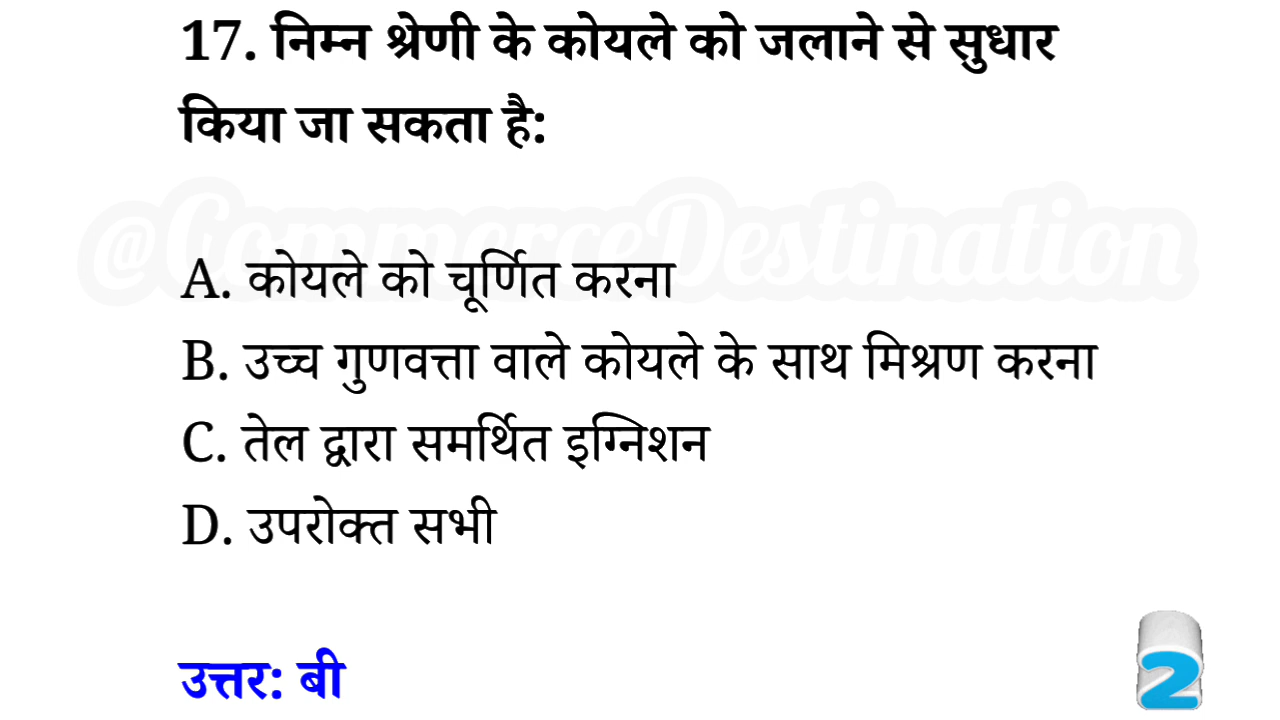 17. निम्न श्रेणी के कोयले को जलाने से सुधार
किया जा सकता है:
@CommerceDestination
A. कोयले को चूर्णित करना
B. उच्च गुणवत्ता वाले कोयले के साथ मिश्रण करना
C. तेल द्वारा समर्थित इग्निशन
D. उपरोक्त सभी
उत्तर: बी
2